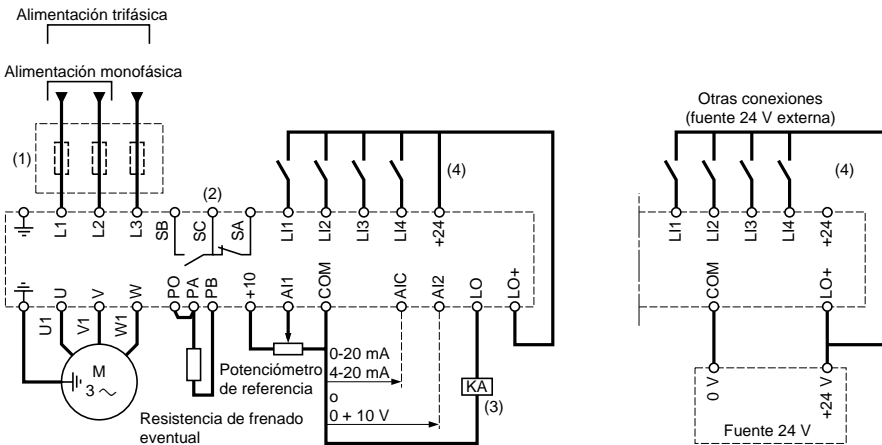 Alimentación trifásica
Alimentación monofásica
Otras conexiones
(fuente 24 V externa)
(1)
(2)
(4)
(4)
L1
L2
L3
SB
SC
SA
LI1
LI2
LI3
LI4
+24
LI1
LI2
LI3
LI4
+24
U
V
W
PO
PA
PB
+10
AI1
COM
AIC
AI2
LO
LO+
COM
LO+
U1
V1
W1
M
3
Potenciómetro
de referencia
0-20 mA
4-20 mA
o
0 + 10 V
KA
(3)
Resistencia de frenado
eventual
0 V
+24 V
Fuente 24 V